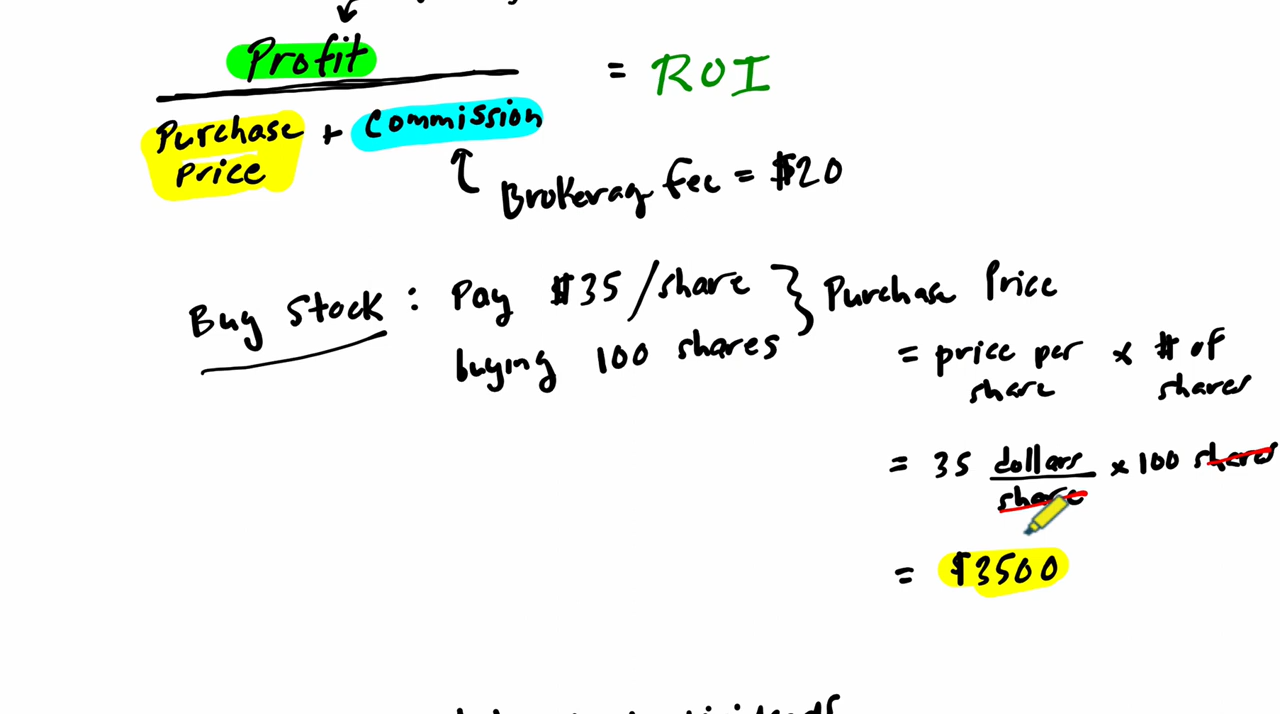 Profit
= ROI
Purchase + Commission
Price
Brokerag fee = $20
Buy Stock : Pay $35 / share } Purchase Price
buying 100 shares
= price per x # of
share shares
= 35 dollars x 100 shares
share
= $3500
dividends